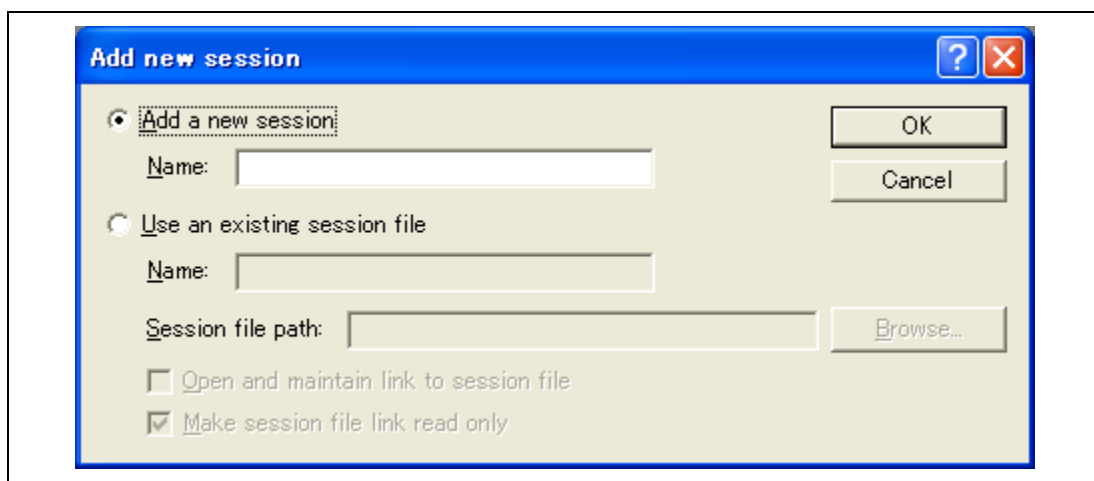 Add new session
Add a new session
OK
Name:
Cancel
Use an existing session file
Name:
Session file path:
Browse...
Open and maintain link to session file
Make session file link read only